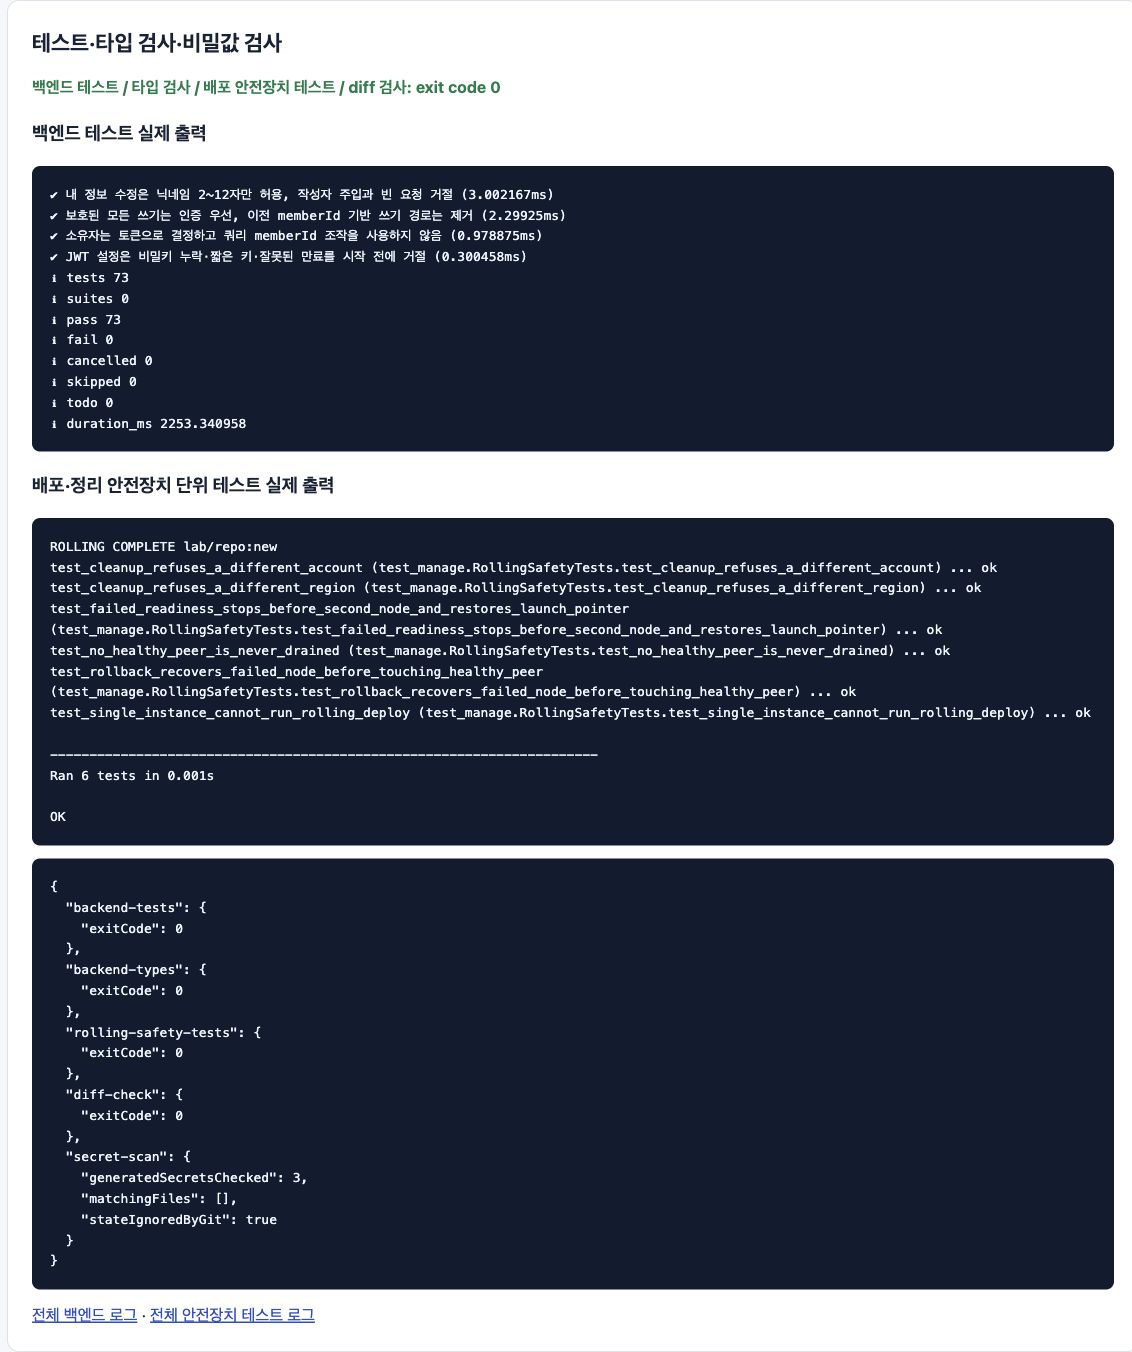 테스트·타입 검사·비밀값 검사
백엔드 테스트 / 타입 검사 / 배포 안전장치 테스트 / diff 검사: exit code 0
백엔드 테스트 실제 출력
✔ 내 정보 수정은 닉네임 2~12자만 허용, 작성자 주입과 빈 요청 거절 (3.002167ms)
✔ 보호된 모든 쓰기는 인증 우선, 이전 memberId 기반 쓰기 경로는 제거 (2.29925ms)
✔ 소유자는 토큰으로 결정하고 쿼리 memberId 조작을 사용하지 않음 (0.978875ms)
✔ JWT 설정은 비밀키 누락·짧은 키·잘못된 만료를 시작 전에 거절 (0.300458ms)
ℹ tests 73
ℹ suites 0
ℹ pass 73
ℹ fail 0
ℹ cancelled 0
ℹ skipped 0
ℹ todo 0
ℹ duration_ms 2253.340958
배포·정리 안전장치 단위 테스트 실제 출력
ROLLING COMPLETE lab/repo:new
test_cleanup_refuses_a_different_account (test_manage.RollingSafetyTests.test_cleanup_refuses_a_different_account) ... ok
test_cleanup_refuses_a_different_region (test_manage.RollingSafetyTests.test_cleanup_refuses_a_different_region) ... ok
test_failed_readiness_stops_before_second_node_and_restores_launch_pointer
(test_manage.RollingSafetyTests.test_failed_readiness_stops_before_second_node_and_restores_launch_pointer) ... ok
test_no_healthy_peer_is_never_drained (test_manage.RollingSafetyTests.test_no_healthy_peer_is_never_drained) ... ok
test_rollback_recovers_failed_node_before_touching_healthy_peer
(test_manage.RollingSafetyTests.test_rollback_recovers_failed_node_before_touching_healthy_peer) ... ok
test_single_instance_cannot_run_rolling_deploy (test_manage.RollingSafetyTests.test_single_instance_cannot_run_rolling_deploy) ... ok
----------------------------------------------------------------------
Ran 6 tests in 0.001s
OK
{
  "backend-tests": {
    "exitCode": 0
  },
  "backend-types": {
    "exitCode": 0
  },
  "rolling-safety-tests": {
    "exitCode": 0
  },
  "diff-check": {
    "exitCode": 0
  },
  "secret-scan": {
    "generatedSecretsChecked": 3,
    "matchingFiles": [],
    "stateIgnoredByGit": true
  }
}
전체 백엔드 로그 · 전체 안전장치 테스트 로그